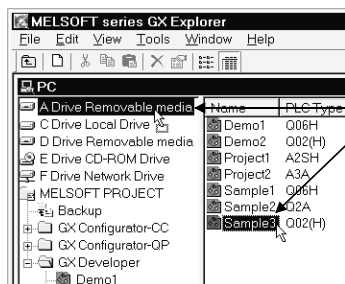 MELSOFT series GX Explorer
File Edit View Tools Window Help
PC
A Drive Removable media
C Drive Local Drive
D Drive Removable media
E Drive CD-ROM Drive
F Drive Network Drive
MELSOFT PROJECT
Backup
GX Configurator-CC
GX Configurator-QP
GX Developer
Demo1
Name PLC Type
Demo1 Q06H
Demo2 Q02(H)
Project1 A2SH
Project2 A3A
Sample1 Q06H
Sample2 Q2A
Sample3 Q02(H)